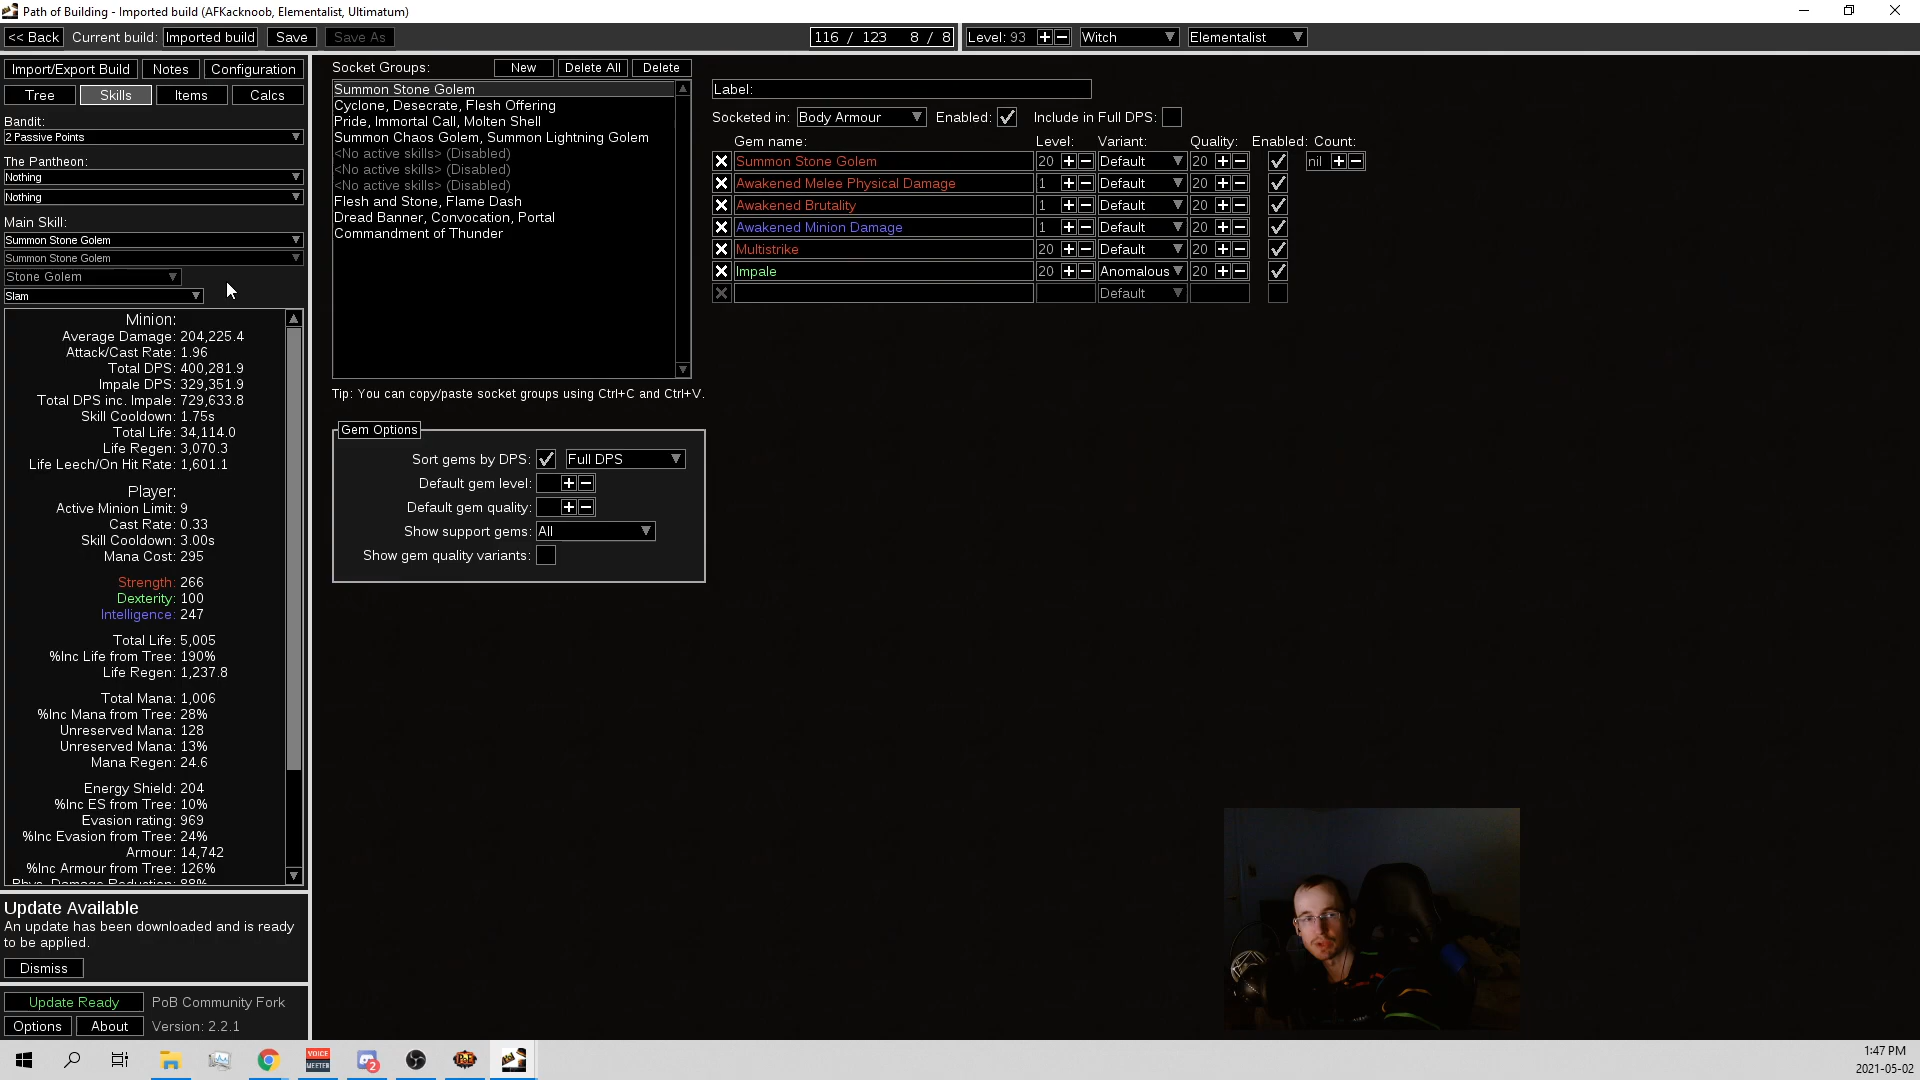 Path of Building - Imported build (AFKacknoob, Elementalist, Ultimatum)
<< Back Current build: Imported build Save Save As 116 / 123 8 / 8 Level: 93 Witch Elementalist
Import/Export Build Notes Configuration
Tree Skills Items Calcs
Bandit:
2 Passive Points
The Pantheon:
Nothing
Nothing
Main Skill:
Summon Stone Golem
Summon Stone Golem
Stone Golem
Slam
Minion:
Average Damage: 204,225.4
Attack/Cast Rate: 1.96
Total DPS: 400,281.9
Impale DPS: 329,351.9
Total DPS inc. Impale: 729,633.8
Skill Cooldown: 1.75s
Total Life: 34,114.0
Life Regen: 3,070.3
Life Leech/On Hit Rate: 1,601.1
Player:
Active Minion Limit: 9
Cast Rate: 0.33
Skill Cooldown: 3.00s
Mana Cost: 295
Strength: 266
Dexterity: 100
Intelligence: 247
Total Life: 5,005
%Inc Life from Tree: 190%
Life Regen: 1,237.8
Total Mana: 1,006
%Inc Mana from Tree: 28%
Unreserved Mana: 128
Unreserved Mana: 13%
Mana Regen: 24.6
Energy Shield: 204
%Inc ES from Tree: 10%
Evasion rating: 969
%Inc Evasion from Tree: 24%
Armour: 14,742
%Inc Armour from Tree: 126%
Phys. Damage Reduction: 88%
Update Available
An update has been downloaded and is ready
to be applied.
Dismiss
Update Ready PoB Community Fork
Options About Version: 2.2.1
Socket Groups: New Delete All Delete
Summon Stone Golem
Cyclone, Desecrate, Flesh Offering
Pride, Immortal Call, Molten Shell
Summon Chaos Golem, Summon Lightning Golem
<No active skills> (Disabled)
<No active skills> (Disabled)
<No active skills> (Disabled)
Flesh and Stone, Flame Dash
Dread Banner, Convocation, Portal
Commandment of Thunder
Tip: You can copy/paste socket groups using Ctrl+C and Ctrl+V.
Gem Options
Sort gems by DPS: Full DPS
Default gem level:
Default gem quality:
Show support gems: All
Show gem quality variants:
Label:
Socketed in: Body Armour Enabled: Include in Full DPS:
Gem name: Level: Variant: Quality: Enabled: Count:
Summon Stone Golem 20 Default 20 nil
Awakened Melee Physical Damage 1 Default 20
Awakened Brutality 1 Default 20
Awakened Minion Damage 1 Default 20
Multistrike 20 Default 20
Impale 20 Anomalous 20
Default
VOICE
MEETER
2
PoE
1:47 PM
2021-05-02